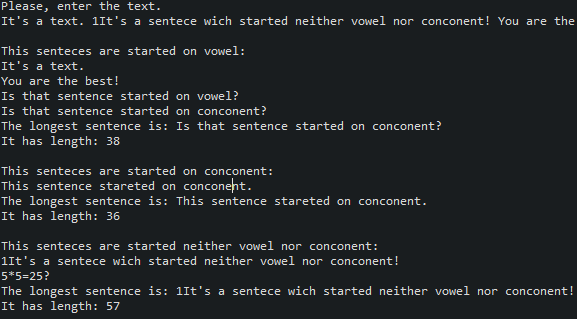 Please, enter the text.
It's a text. 1It's a sentece wich started neither vowel nor conconent! You are the
This senteces are started on vowel:
It's a text.
You are the best!
Is that sentence started on vowel?
Is that sentence started on conconent?
The longest sentence is: Is that sentence started on conconent?
It has length: 38
This senteces are started on conconent:
This sentence stareted on conconent.
The longest sentence is: This sentence stareted on conconent.
It has length: 36
This senteces are started neither vowel nor conconent:
1It's a sentece wich started neither vowel nor conconent!
5*5=25?
The longest sentence is: 1It's a sentece wich started neither vowel nor conconent!
It has length: 57